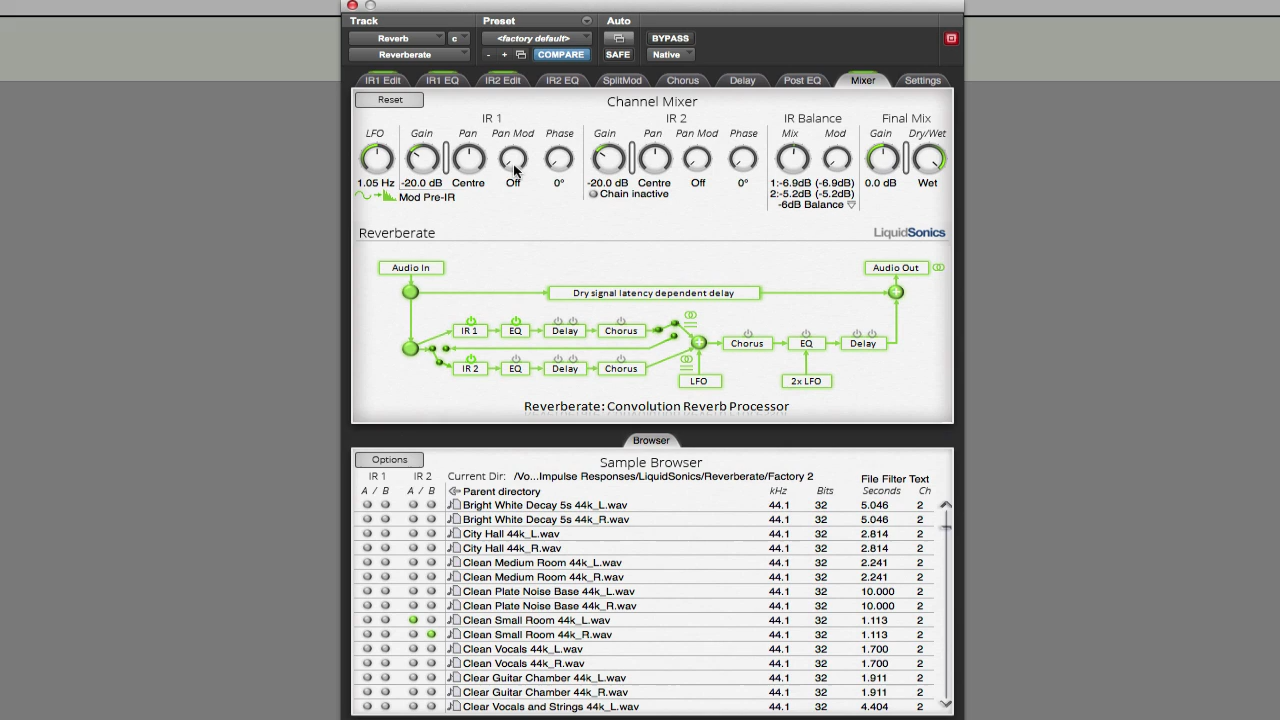 Track Preset Auto
Reverb c <factory default> BYPASS
Reverberate - + COMPARE SAFE Native
IR1 Edit IR1 EQ IR2 Edit IR2 EQ SplitMod Chorus Delay Post EQ Mixer Settings
Reset Channel Mixer
IR 1 IR 2 IR Balance Final Mix
LFO Gain Pan Pan Mod Phase Gain Pan Pan Mod Phase Mix Mod Gain Dry/Wet
1.05 Hz -20.0 dB Centre Off 0° -20.0 dB Centre Off 0° 1:-6.9dB (-6.9dB) 0.0 dB Wet
Mod Pre-IR Chain inactive 2:-5.2dB (-5.2dB)
-6dB Balance
Reverberate LiquidSonics
Audio In Audio Out
Dry signal latency dependent delay
IR 1 EQ Delay Chorus
Chorus EQ Delay
IR 2 EQ Delay Chorus
LFO 2x LFO
Reverberate: Convolution Reverb Processor
Browser
Options Sample Browser
IR 1 IR 2 Current Dir: /Vo...Impulse Responses/LiquidSonics/Reverberate/Factory 2 File Filter Text
A / B A / B Parent directory kHz Bits Seconds Ch
Bright White Decay 5s 44k_L.wav 44.1 32 5.046 2
Bright White Decay 5s 44k_R.wav 44.1 32 5.046 2
City Hall 44k_L.wav 44.1 32 2.814 2
City Hall 44k_R.wav 44.1 32 2.814 2
Clean Medium Room 44k_L.wav 44.1 32 2.241 2
Clean Medium Room 44k_R.wav 44.1 32 2.241 2
Clean Plate Noise Base 44k_L.wav 44.1 32 10.000 2
Clean Plate Noise Base 44k_R.wav 44.1 32 10.000 2
Clean Small Room 44k_L.wav 44.1 32 1.113 2
Clean Small Room 44k_R.wav 44.1 32 1.113 2
Clean Vocals 44k_L.wav 44.1 32 1.700 2
Clean Vocals 44k_R.wav 44.1 32 1.700 2
Clear Guitar Chamber 44k_L.wav 44.1 32 1.911 2
Clear Guitar Chamber 44k_R.wav 44.1 32 1.911 2
Clear Vocals and Strings 44k_L.wav 44.1 32 4.404 2